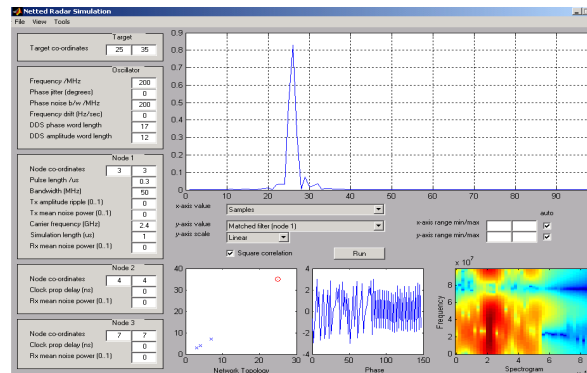 Netted Radar Simulation
File View Tools
Target
Target co-ordinates 25 35
Oscillator
Frequency /MHz 200
Phase jitter (degrees) 0
Phase noise b/w /MHz 200
Frequency drift (Hz/sec) 0
DDS phase word length 17
DDS amplitude word length 12
Node 1
Node co-ordinates 3 3
Pulse length /us 0.3
Bandwidth (MHz) 50
Tx amplitude ripple (0..1) 0
Tx mean noise power (0..1) 0
Carrier frequency (GHz) 2.4
Simulation length (us) 1
Rx mean noise power (0..1) 0
Node 2
Node co-ordinates 4 4
Clock prop delay (ns) 0
Rx mean noise power (0..1) 0
Node 3
Node co-ordinates 7 7
Clock prop delay (ns) 0
Rx mean noise power (0..1) 0
0.9
0.8
0.7
0.6
0.5
0.4
0.3
0.2
0.1
0
0 10 20 30 40 50 60 70 80 90 100
x-axis value Samples
y-axis value Matched filter (node 1)
y-axis scale Linear
Square correlation Run
auto
x-axis range min/max
y-axis range min/max
40
30
20
10
0
0 10 20 30
Network Topology
4
2
0
-2
-4
0 50 100 150
Phase
x 10⁷
8
6
4
2
0
Frequency
0 2 4 6 8
Spectrogram